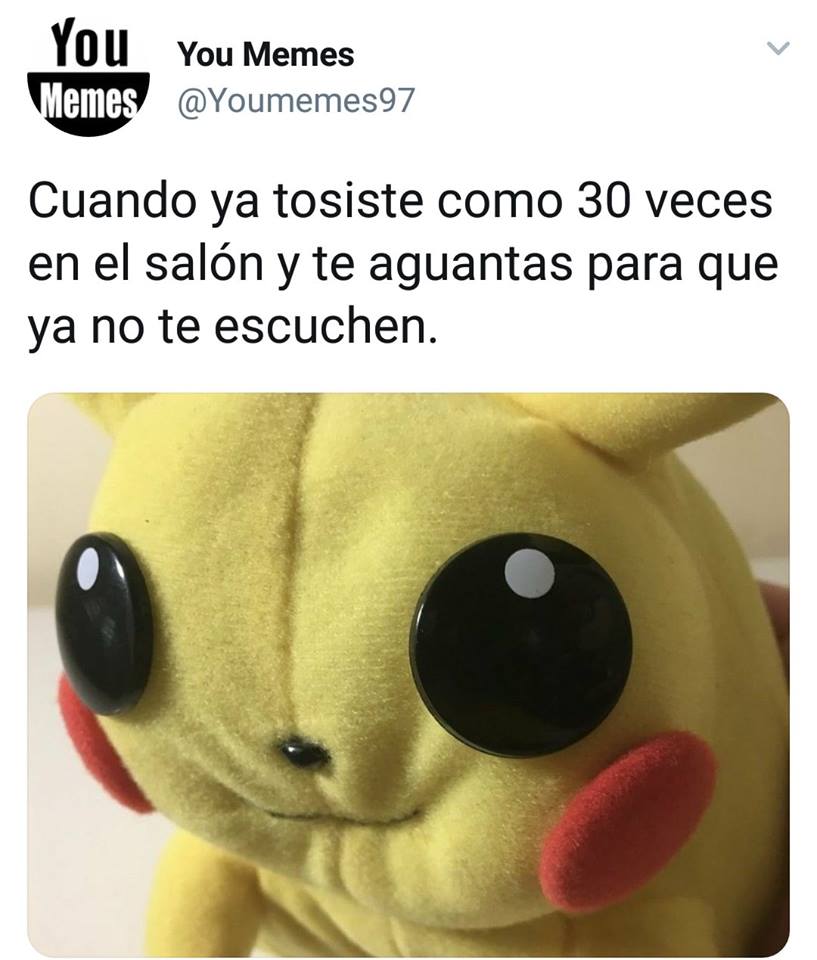 You
Memes
You Memes
@Youmemes97
Cuando ya tosiste como 30 veces
en el salón y te aguantas para que
ya no te escuchen.